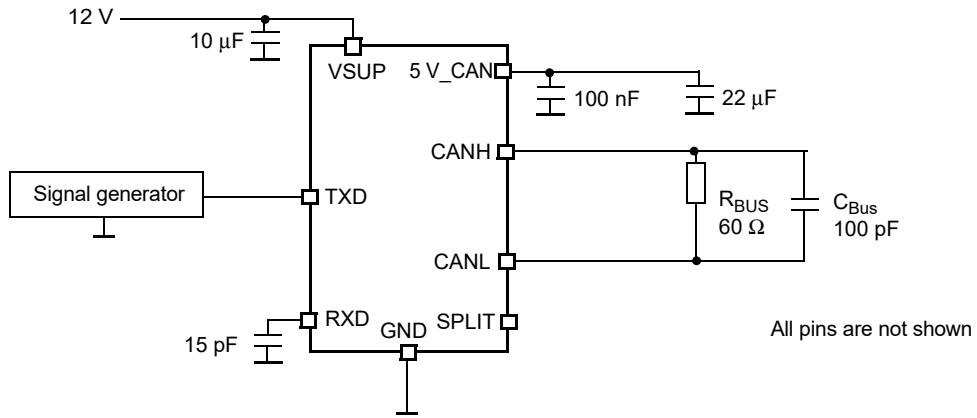 12 V
10 μF
VSUP
5 V_CAN
100 nF
22 μF
CANH
Signal generator
TXD
R_BUS
60 Ω
C_Bus
100 pF
CANL
RXD
GND
SPLIT
15 pF
All pins are not shown